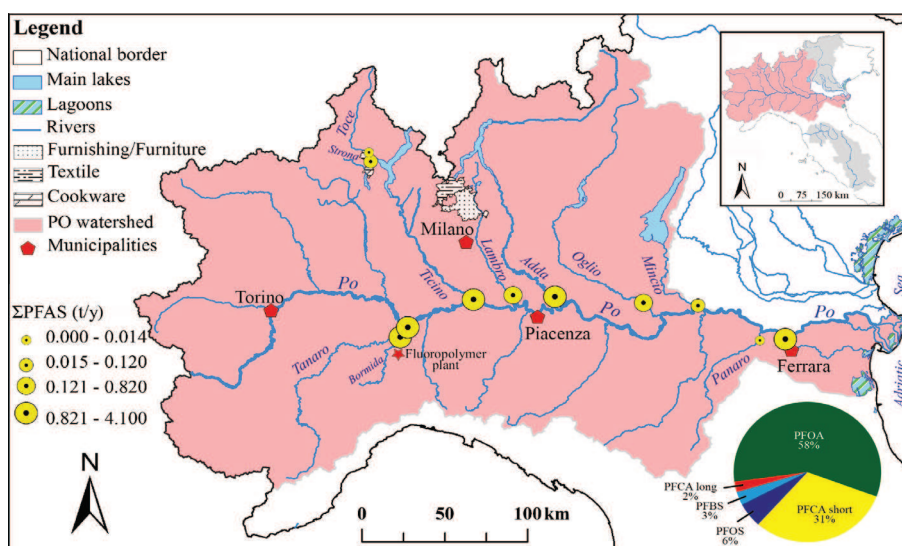 Legend
National border
Main lakes
Lagoons
Rivers
Furnishing/Furniture
Textile
Cookware
PO watershed
Municipalities
ΣPFAS (t/y)
0.000 - 0.014
0.015 - 0.120
0.121 - 0.820
0.821 - 4.100
N
0 50 100 km
Toce
Strona
Milano
Lambro
Adda
Oglio
Mincio
Ticino
Torino
Po
Piacenza
Po
Po
Tanaro
Bormida
Fluoropolymer
plant
Panaro
Ferrara
Adriatic Sea
N
0 75 150 km
PFOA
58%
PFCA long
2%
PFBS
3%
PFOS
6%
PFCA short
31%